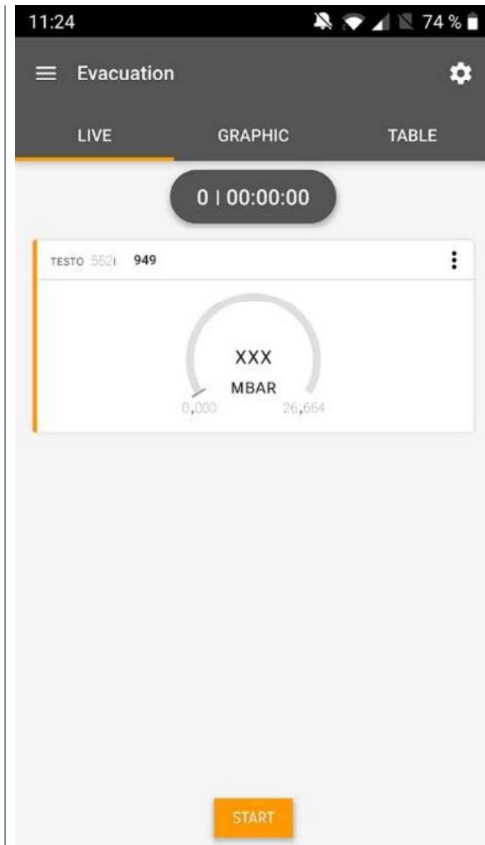 11:24 74 %
Evacuation
LIVE GRAPHIC TABLE
0 | 00:00:00
TESTO 552I 949
XXX
MBAR
0,000 26,664
START